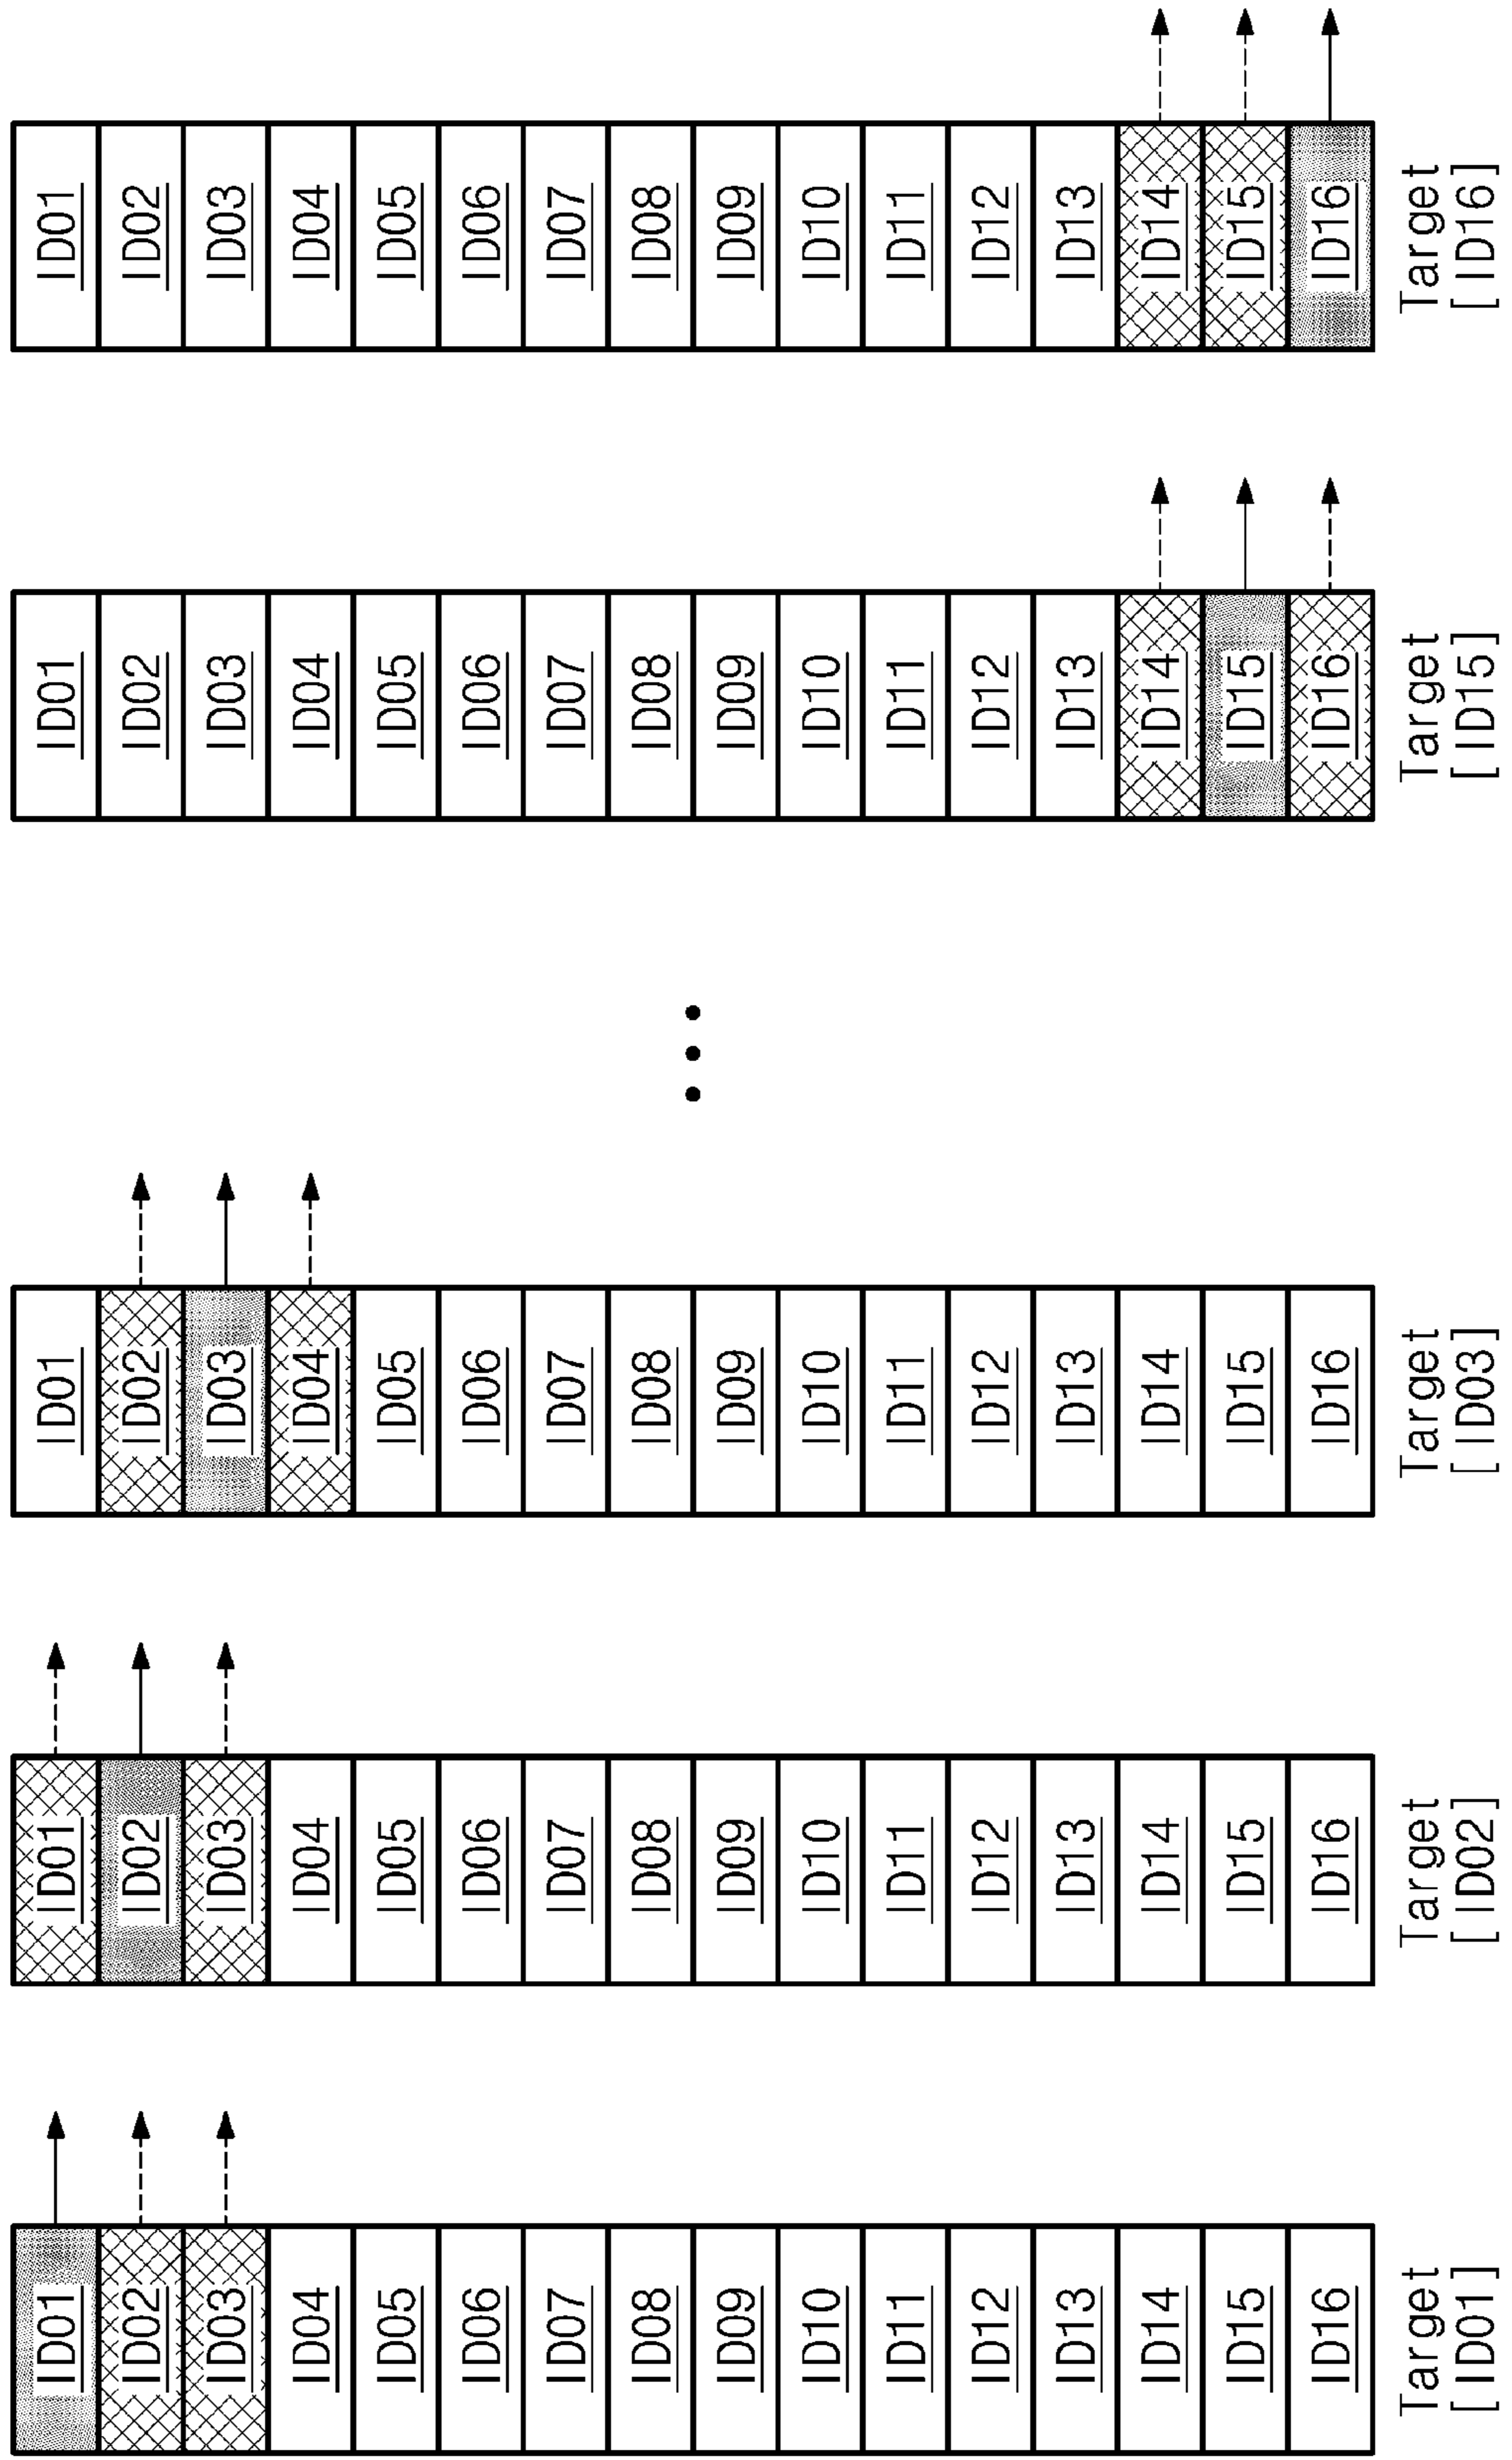 ID01
ID02
ID03
ID04
ID05
ID06
ID07
ID08
ID09
ID10
ID11
ID12
ID13
ID14
ID15
ID16
Target
[ID01]
ID01
ID02
ID03
ID04
ID05
ID06
ID07
ID08
ID09
ID10
ID11
ID12
ID13
ID14
ID15
ID16
Target
[ID02]
ID01
ID02
ID03
ID04
ID05
ID06
ID07
ID08
ID09
ID10
ID11
ID12
ID13
ID14
ID15
ID16
Target
[ID03]
ID01
ID02
ID03
ID04
ID05
ID06
ID07
ID08
ID09
ID10
ID11
ID12
ID13
ID14
ID15
ID16
Target
[ID15]
ID01
ID02
ID03
ID04
ID05
ID06
ID07
ID08
ID09
ID10
ID11
ID12
ID13
ID14
ID15
ID16
Target
[ID16]